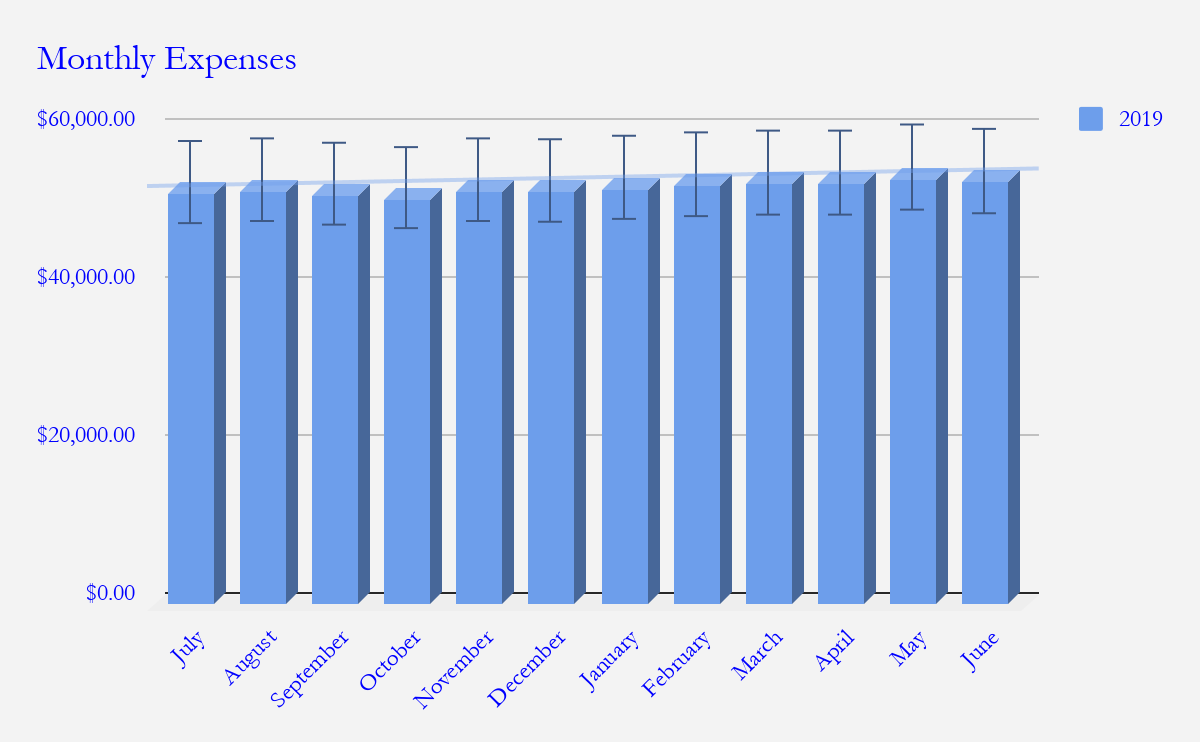 Monthly Expenses
$60,000.00
2019
$40,000.00
$20,000.00
$0.00
July
August
September
October
November
December
January
February
March
April
May
June